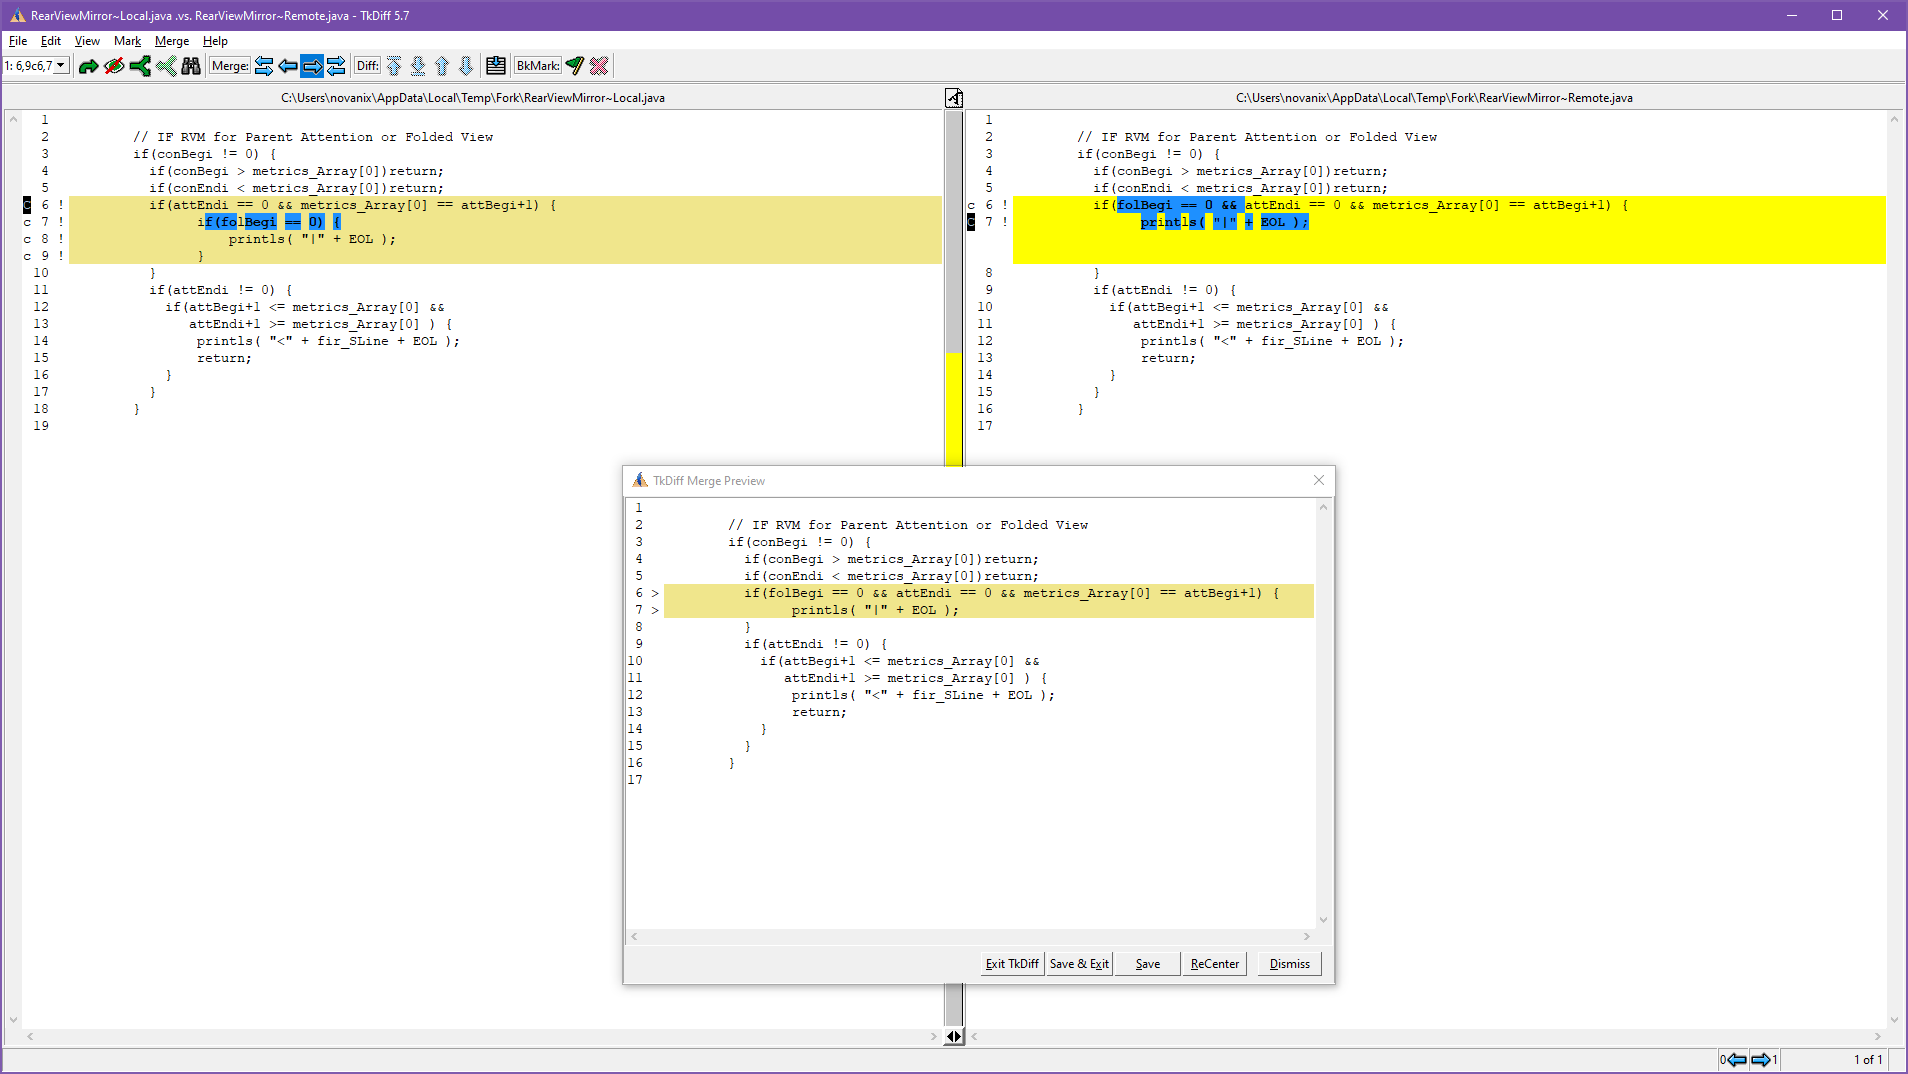 RearViewMirror~Local.java .vs. RearViewMirror~Remote.java - TkDiff 5.7
File Edit View Mark Merge Help
1: 6,9c6,7 Merge: Diff: BkMark:
C:\Users\novanix\AppData\Local\Temp\Fork\RearViewMirror~Local.java
1
2 // IF RVM for Parent Attention or Folded View
3 if(conBegi != 0) {
4 if(conBegi > metrics_Array[0])return;
5 if(conEndi < metrics_Array[0])return;
C 6 ! if(attEndi == 0 && metrics_Array[0] == attBegi+1) {
c 7 ! if(folBegi == 0) {
c 8 ! printls( "|" + EOL );
c 9 ! }
10 }
11 if(attEndi != 0) {
12 if(attBegi+1 <= metrics_Array[0] &&
13 attEndi+1 >= metrics_Array[0] ) {
14 printls( "<" + fir_SLine + EOL );
15 return;
16 }
17 }
18 }
19
C:\Users\novanix\AppData\Local\Temp\Fork\RearViewMirror~Remote.java
1
2 // IF RVM for Parent Attention or Folded View
3 if(conBegi != 0) {
4 if(conBegi > metrics_Array[0])return;
5 if(conEndi < metrics_Array[0])return;
c 6 ! if(folBegi == 0 && attEndi == 0 && metrics_Array[0] == attBegi+1) {
C 7 ! printls( "|" + EOL );
8 }
9 if(attEndi != 0) {
10 if(attBegi+1 <= metrics_Array[0] &&
11 attEndi+1 >= metrics_Array[0] ) {
12 printls( "<" + fir_SLine + EOL );
13 return;
14 }
15 }
16 }
17
TkDiff Merge Preview
1
2 // IF RVM for Parent Attention or Folded View
3 if(conBegi != 0) {
4 if(conBegi > metrics_Array[0])return;
5 if(conEndi < metrics_Array[0])return;
6 > if(folBegi == 0 && attEndi == 0 && metrics_Array[0] == attBegi+1) {
7 > printls( "|" + EOL );
8 }
9 if(attEndi != 0) {
10 if(attBegi+1 <= metrics_Array[0] &&
11 attEndi+1 >= metrics_Array[0] ) {
12 printls( "<" + fir_SLine + EOL );
13 return;
14 }
15 }
16 }
17
Exit TkDiff Save & Exit Save ReCenter Dismiss
0 1 1 of 1